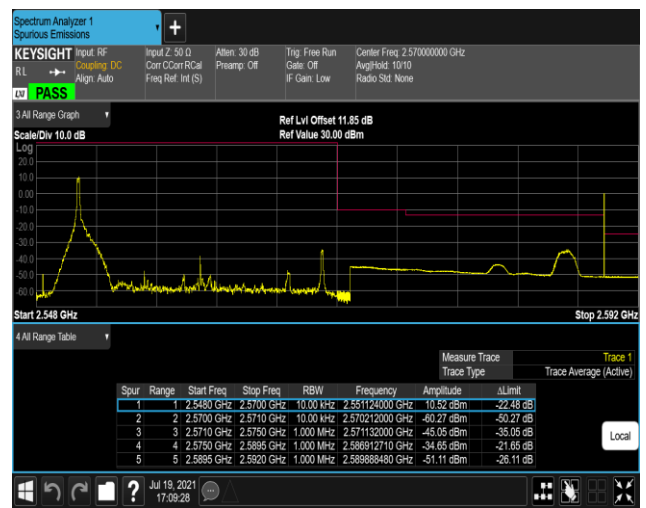 Spectrum Analyzer 1
Spurious Emissions
+
KEYSIGHT Input: RF Input Z: 50 Ω Atten: 30 dB Trig: Free Run Center Freq: 2.570000000 GHz
RL Coupling: DC Corr CCorr RCal Preamp: Off Gate: Off Avg|Hold: 10/10
Align: Auto Freq Ref: Int (S) IF Gain: Low Radio Std: None
LXI PASS
3 All Range Graph
Ref Lvl Offset 11.85 dB
Scale/Div 10.0 dB Ref Value 30.00 dBm
Log
20.0
10.0
0.00
-10.0
-20.0
-30.0
-40.0
-50.0
-60.0
Start 2.548 GHz Stop 2.592 GHz
4 All Range Table
Measure Trace Trace 1
Trace Type Trace Average (Active)
Spur Range Start Freq Stop Freq RBW Frequency Amplitude ΔLimit
1 1 2.5480 GHz 2.5700 GHz 10.00 kHz 2.551124000 GHz 10.52 dBm -22.48 dB
2 2 2.5700 GHz 2.5710 GHz 10.00 kHz 2.570212000 GHz -60.27 dBm -50.27 dB
3 3 2.5710 GHz 2.5750 GHz 1.000 MHz 2.571132000 GHz -45.05 dBm -35.05 dB
4 4 2.5750 GHz 2.5895 GHz 1.000 MHz 2.586912710 GHz -34.65 dBm -21.65 dB
5 5 2.5895 GHz 2.5920 GHz 1.000 MHz 2.589888480 GHz -51.11 dBm -26.11 dB
Local
? Jul 19, 2021
17:09:28